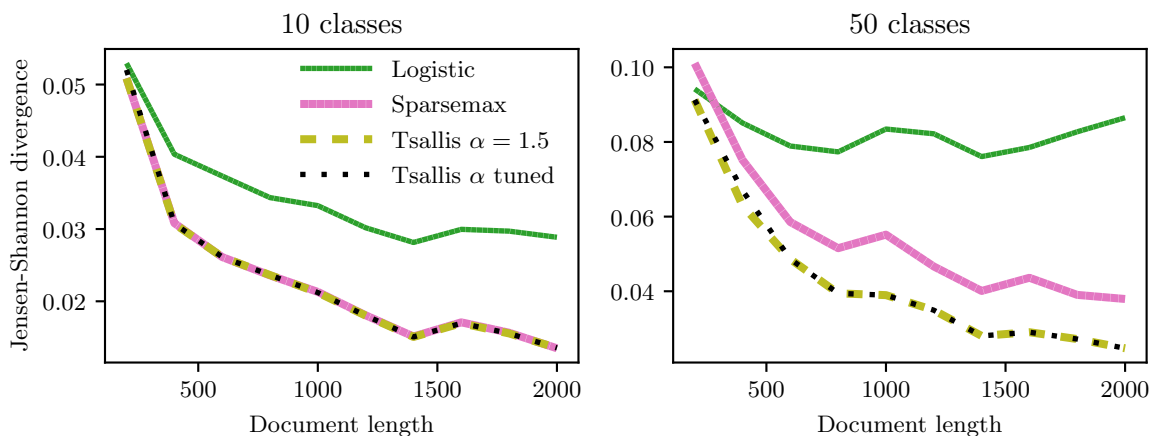 10 classes
50 classes
Jensen-Shannon divergence
0.05
0.04
0.03
0.02
Logistic
Sparsemax
Tsallis α = 1.5
Tsallis α tuned
500
1000
1500
2000
Document length
0.10
0.08
0.06
0.04
500
1000
1500
2000
Document length